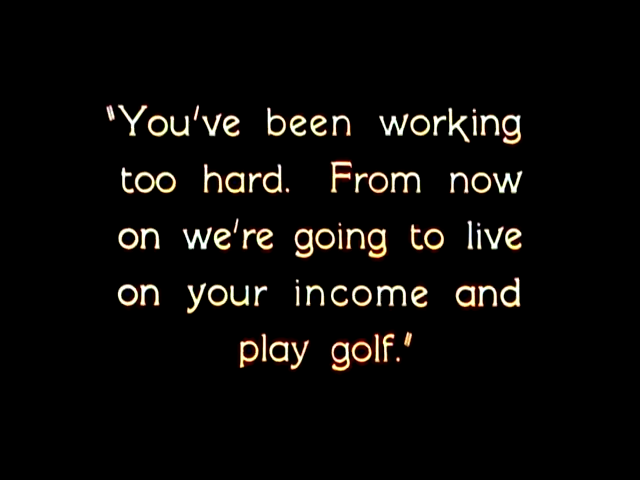 "You've been working
too hard. From now
on we're going to live
on your income and
play golf."